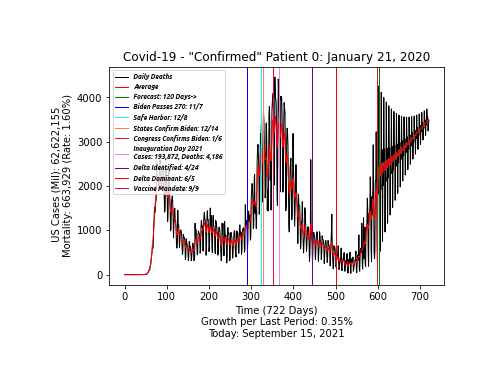 Covid-19 - "Confirmed" Patient 0: January 21, 2020
US Cases (Mil): 62,622,155
Mortality: 663,929 (Rate: 1.60%)
4000
3000
2000
1000
0
Daily Deaths
Average
Forecast: 120 Days->
Biden Passes 270: 11/7
Safe Harbor: 12/8
States Confirm Biden: 12/14
Congress Confirms Biden: 1/6
Inauguration Day 2021
Cases: 193,872, Deaths: 4,186
Delta Identified: 4/24
Delta Dominant: 6/5
Vaccine Mandate: 9/9
0 100 200 300 400 500 600 700
Time (722 Days)
Growth per Last Period: 0.35%
Today: September 15, 2021